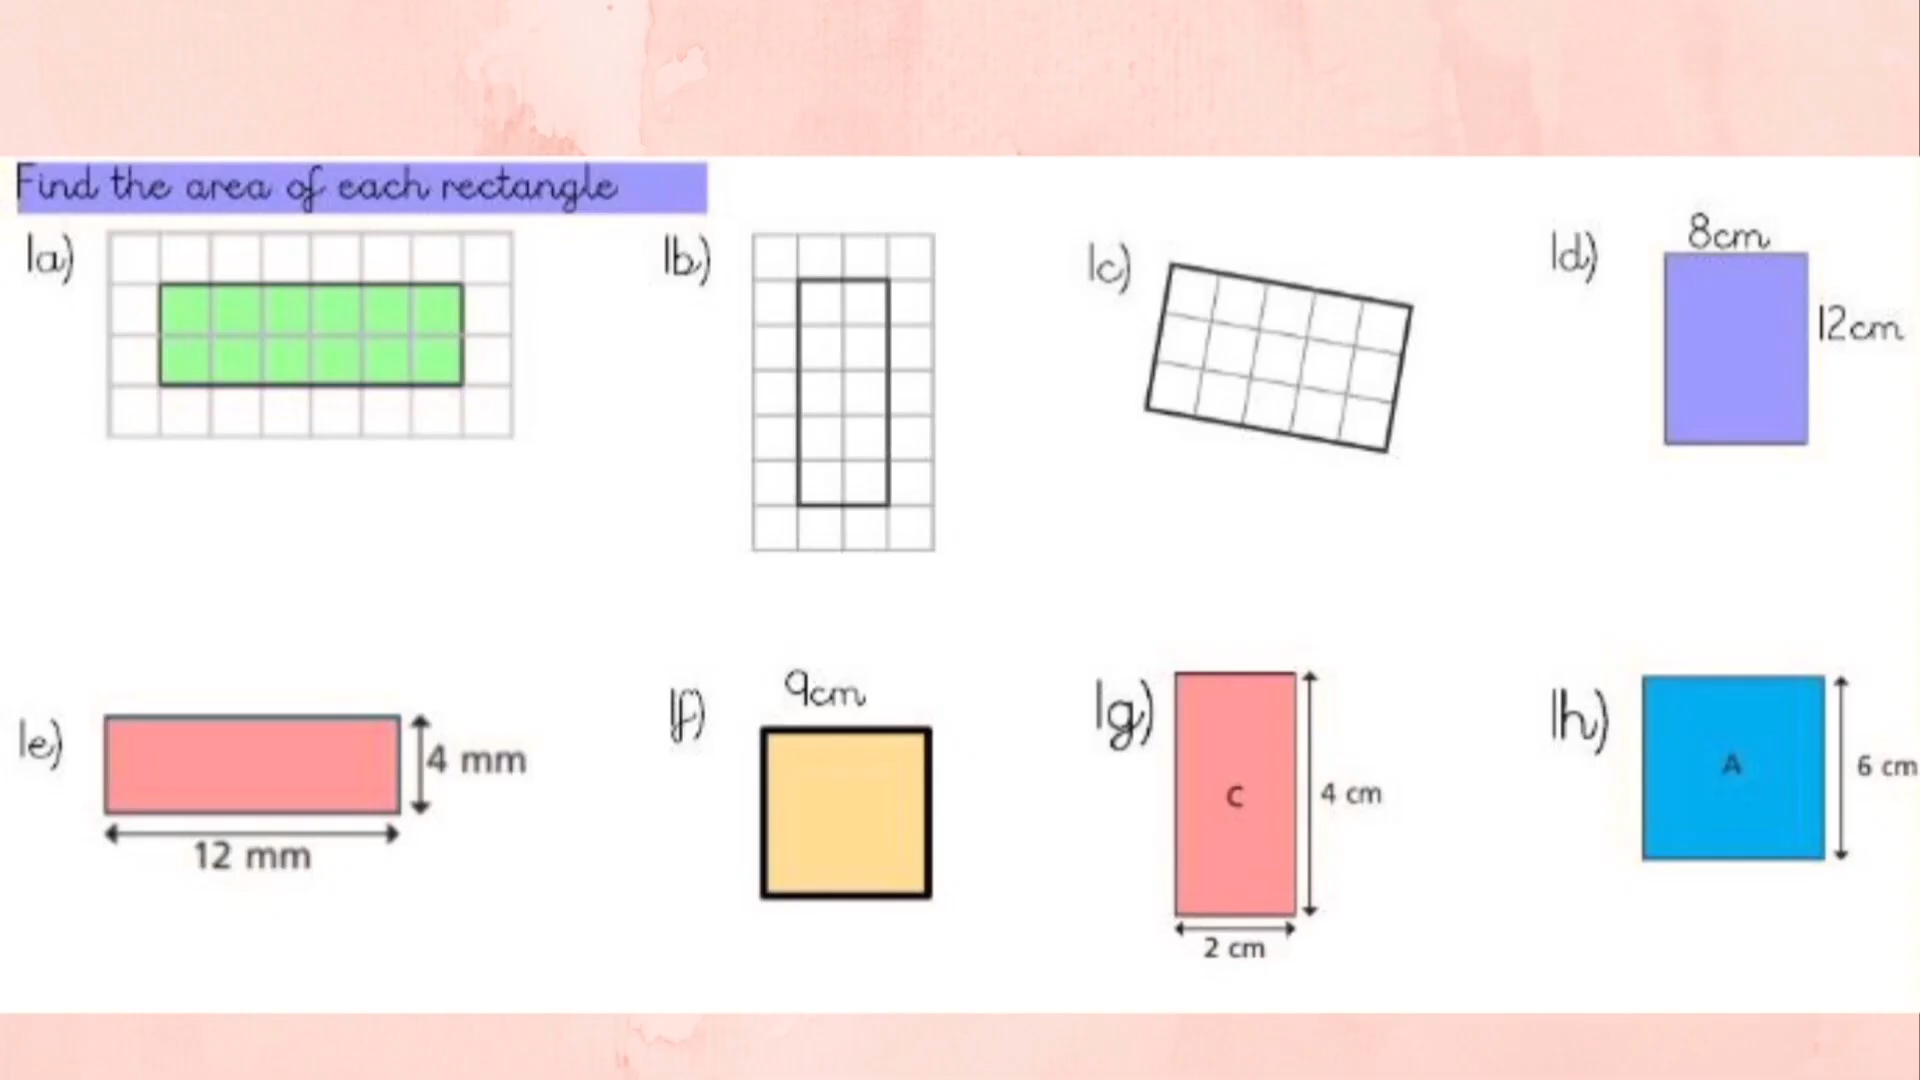 Find the area of each rectangle
1a)
1b)
1c)
1d)
8cm
12cm
1e)
4 mm
12 mm
1f)
9cm
1g)
C
4 cm
2 cm
1h)
A
6 cm